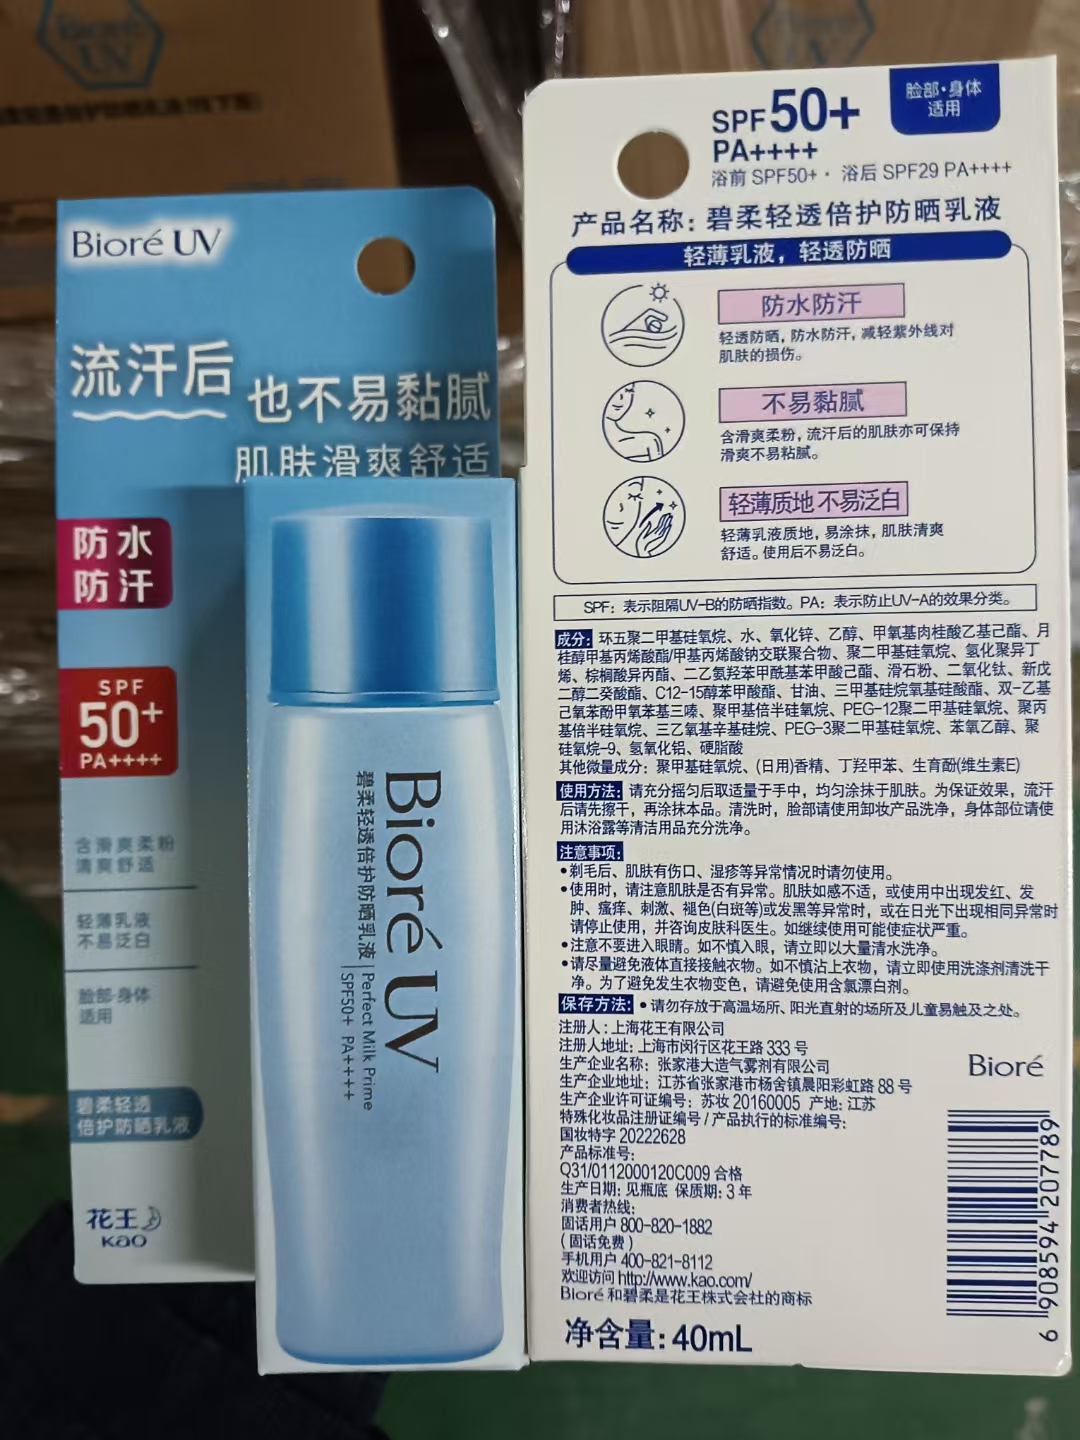 Bioré UV
流汗后
也不易黏腻
肌肤滑爽舒适
防水
防汗
SPF
50+
PA++++
含滑爽柔粉
清爽舒适
轻薄乳液
不易泛白
脸部·身体
适用
碧柔轻透
倍护防晒乳液
花王
Kao
Bioré UV
碧柔轻透倍护防晒乳液 | Perfect Milk Prime
SPF50+ PA++++
SPF50+
PA++++
脸部·身体
适用
浴前 SPF50+ · 浴后 SPF29 PA++++
产品名称: 碧柔轻透倍护防晒乳液
轻薄乳液，轻透防晒
防水防汗
轻透防晒，防水防汗，减轻紫外线对
肌肤的损伤。
不易黏腻
含滑爽柔粉，流汗后的肌肤亦可保持
滑爽不易粘腻。
轻薄质地 不易泛白
轻薄乳液质地，易涂抹，肌肤清爽
舒适。使用后不易泛白。
SPF：表示阻隔UV-B的防晒指数。PA：表示防止UV-A的效果分类。
成分: 环五聚二甲基硅氧烷、水、氧化锌、乙醇、甲氧基肉桂酸乙基己酯、月
桂醇甲基丙烯酸酯/甲基丙烯酸钠交联聚合物、聚二甲基硅氧烷、氢化聚异丁
烯、棕榈酸异丙酯、二乙氨羟苯甲酰基苯甲酸己酯、滑石粉、二氧化钛、新戊
二醇二癸酸酯、C12-15醇苯甲酸酯、甘油、三甲基硅烷氧基硅酸酯、双-乙基
己氧苯酚甲氧苯基三嗪、聚甲基倍半硅氧烷、PEG-12聚二甲基硅氧烷、聚丙
基倍半硅氧烷、三乙氧基辛基硅烷、PEG-3聚二甲基硅氧烷、苯氧乙醇、聚
硅氧烷-9、氢氧化铝、硬脂酸
其他微量成分：聚甲基硅氧烷、(日用)香精、丁羟甲苯、生育酚(维生素E)
使用方法: 请充分摇匀后取适量于手中，均匀涂抹于肌肤。为保证效果，流汗
后请先擦干，再涂抹本品。清洗时，脸部请使用卸妆产品洗净，身体部位请使
用沐浴露等清洁用品充分洗净。
注意事项:
•剃毛后、肌肤有伤口、湿疹等异常情况时请勿使用。
•使用时，请注意肌肤是否有异常。肌肤如感不适，或使用中出现发红、发
肿、瘙痒、刺激、褪色(白斑等)或发黑等异常时，或在日光下出现相同异常时
请停止使用，并咨询皮肤科医生。如继续使用可能使症状严重。
•注意不要进入眼睛。如不慎入眼，请立即以大量清水洗净。
•请尽量避免液体直接接触衣物。如不慎沾上衣物，请立即使用洗涤剂清洗干
净。为了避免发生衣物变色，请避免使用含氯漂白剂。
保存方法: •请勿存放于高温场所、阳光直射的场所及儿童易触及之处。
注册人：上海花王有限公司
注册人地址: 上海市闵行区花王路 333 号
生产企业名称：张家港大造气雾剂有限公司
生产企业地址：江苏省张家港市杨舍镇晨阳彩虹路 88 号
生产企业许可证编号：苏妆 20160005 产地: 江苏
特殊化妆品注册证编号 / 产品执行的标准编号:
国妆特字 20222628
产品标准号:
Q31/0112000120C009 合格
生产日期: 见瓶底 保质期: 3 年
消费者热线:
固话用户 800-820-1882
( 固话免费 )
手机用户 400-821-8112
欢迎访问 http://www.kao.com/
Bioré 和碧柔是花王株式会社的商标
净含量: 40mL
Bioré
6 908594 207789